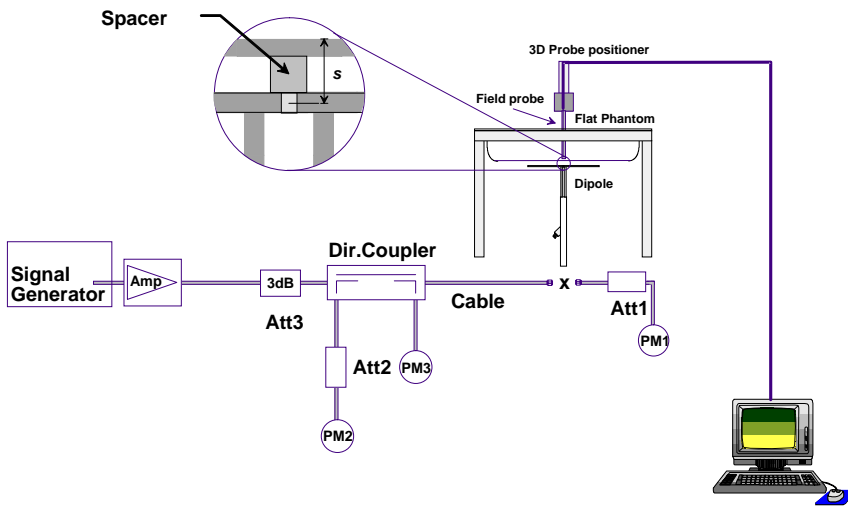 Spacer
s
3D Probe positioner
Field probe
Flat Phantom
Dipole
Dir.Coupler
Signal
Generator
Amp
3dB
Cable
x
Att1
Att3
PM1
Att2
PM3
PM2